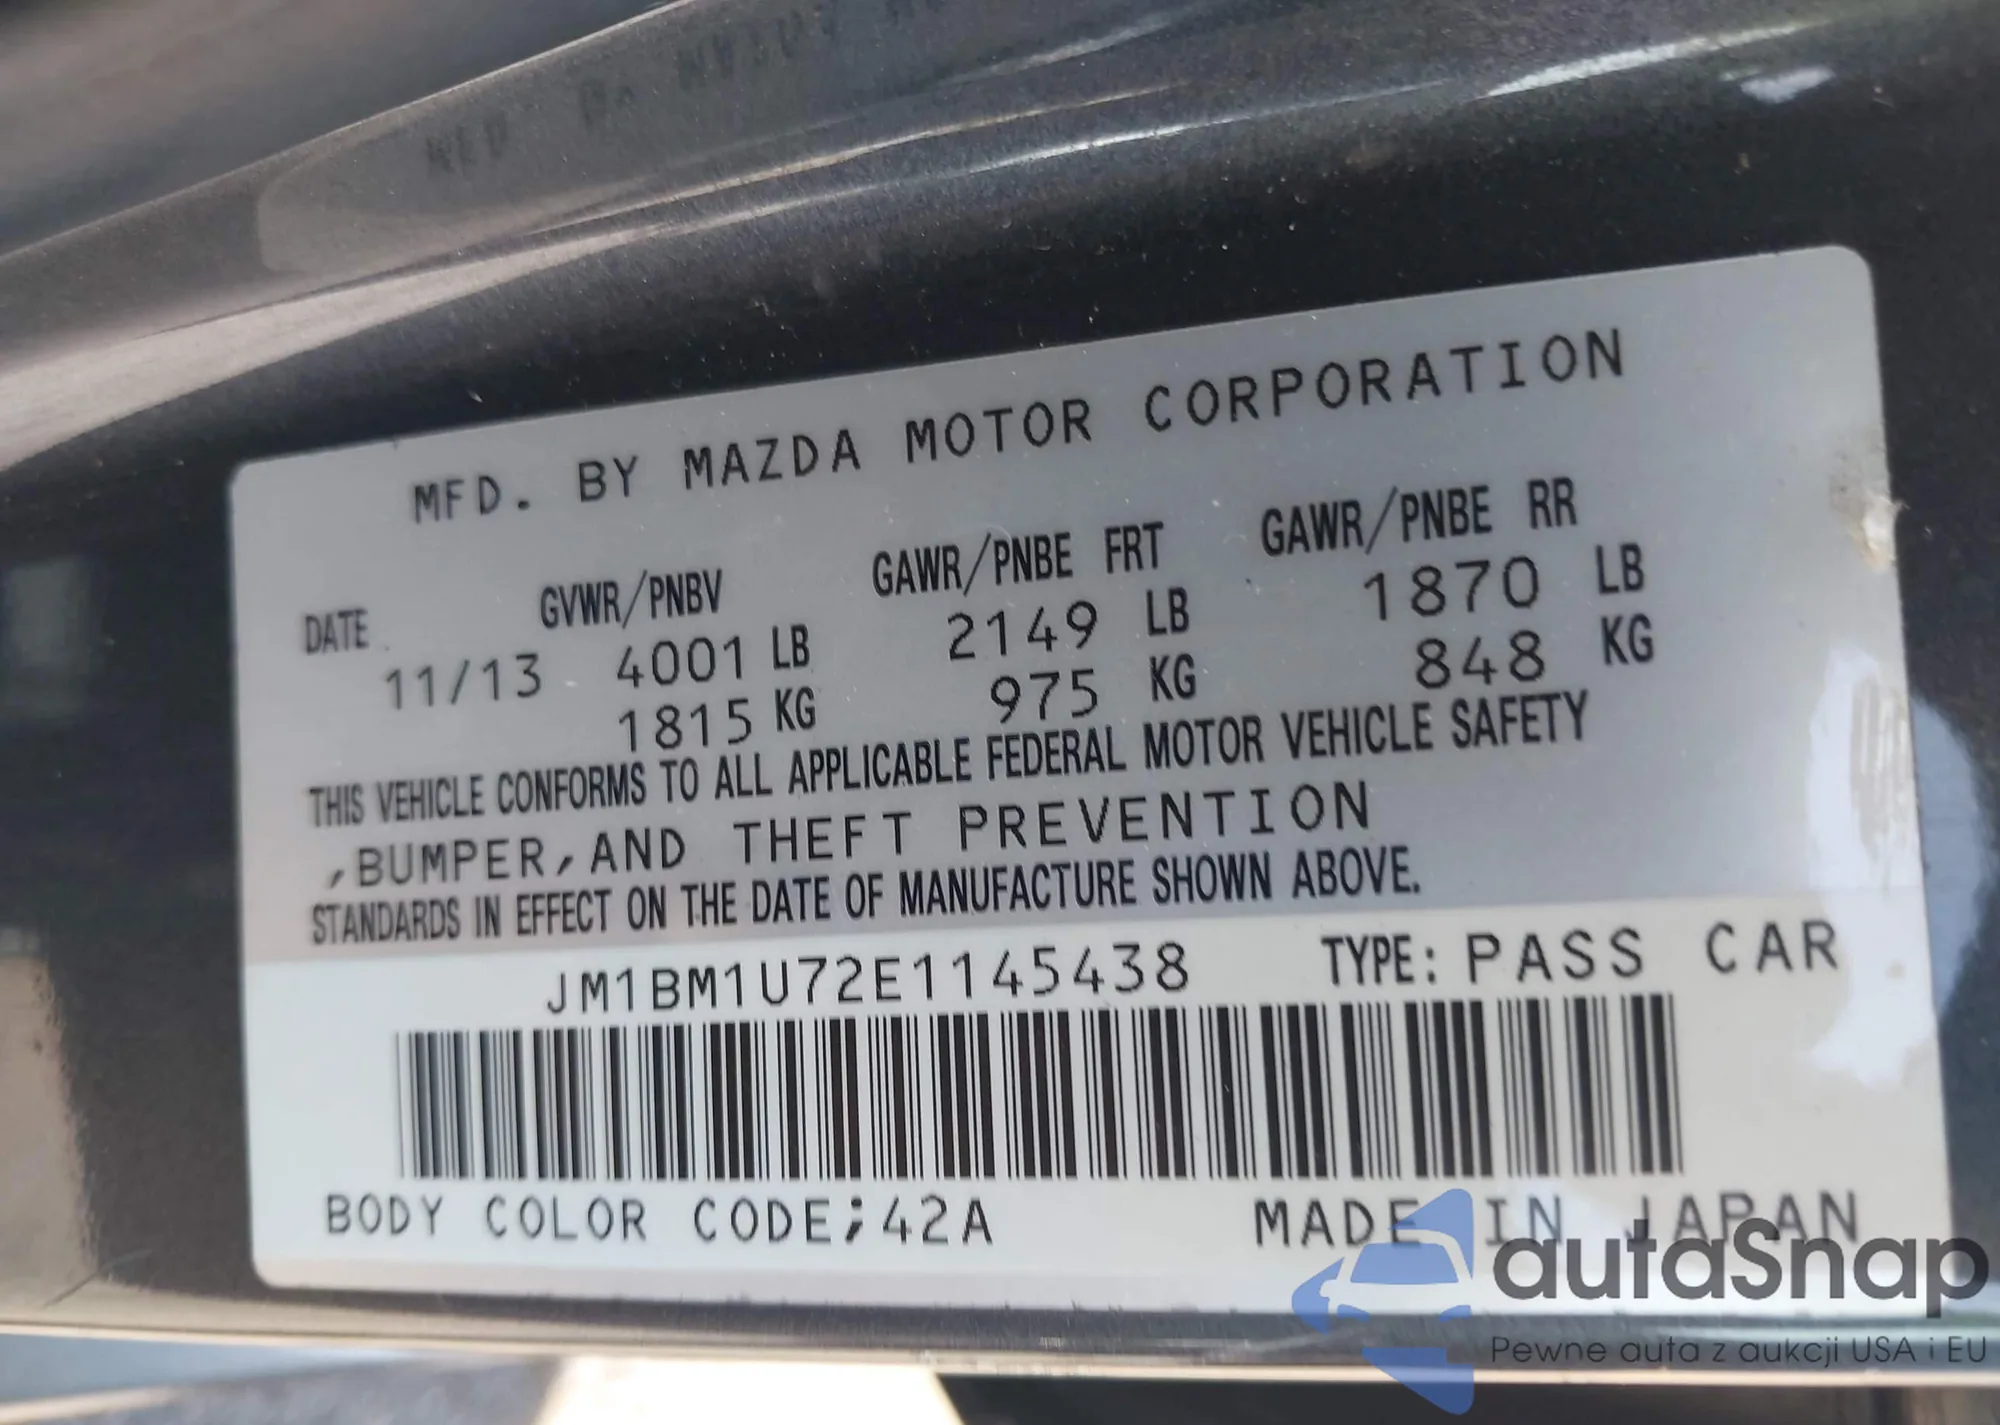 MFD. BY MAZDA MOTOR CORPORATION
DATE GVWR/PNBV GAWR/PNBE FRT GAWR/PNBE RR
11/13 4001 LB 2149 LB 1870 LB
1815 KG 975 KG 848 KG
THIS VEHICLE CONFORMS TO ALL APPLICABLE FEDERAL MOTOR VEHICLE SAFETY
,BUMPER,AND THEFT PREVENTION
STANDARDS IN EFFECT ON THE DATE OF MANUFACTURE SHOWN ABOVE.
JM1BM1U72E1145438 TYPE: PASS CAR
BODY COLOR CODE;42A MADE IN JAPAN
autaSnap
Pewne auta z aukcji USA i EU